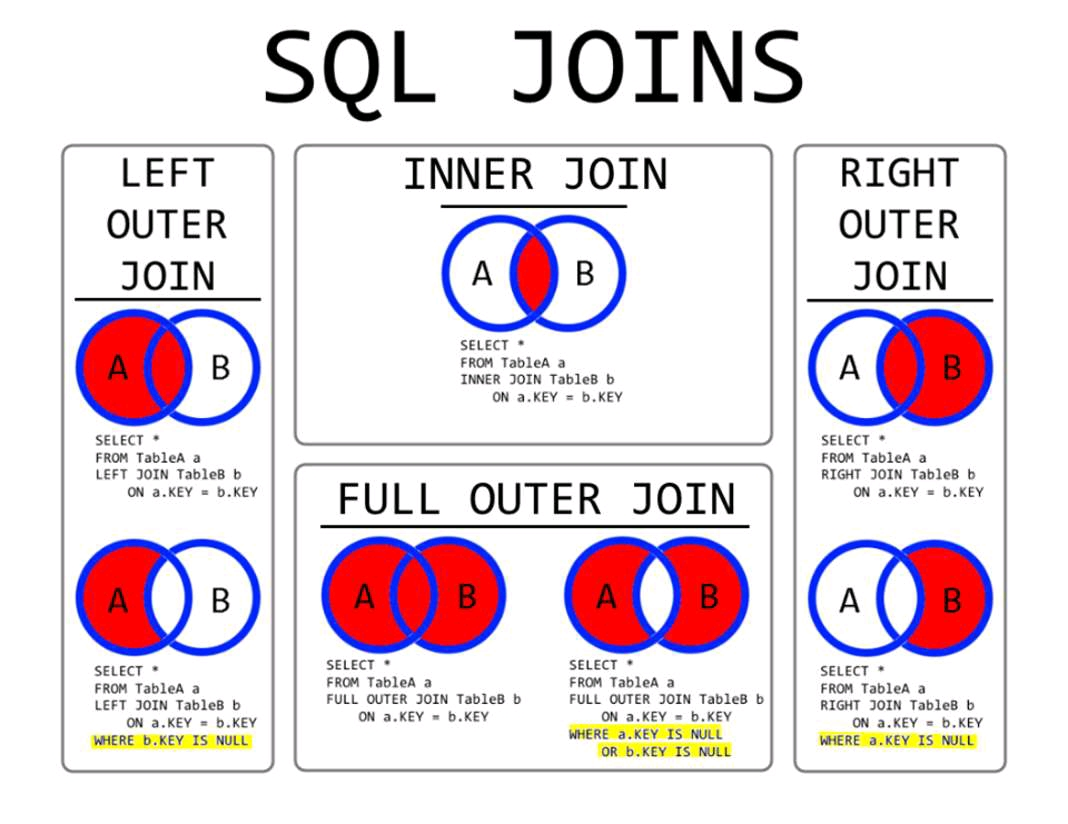 SQL JOINS
LEFT
OUTER
JOIN
A
B
SELECT *
FROM TableA a
LEFT JOIN TableB b
ON a.KEY = b.KEY
A
B
SELECT *
FROM TableA a
LEFT JOIN TableB b
ON a.KEY = b.KEY
WHERE b.KEY IS NULL
INNER JOIN
A
B
SELECT *
FROM TableA a
INNER JOIN TableB b
ON a.KEY = b.KEY
FULL OUTER JOIN
A
B
SELECT *
FROM TableA a
FULL OUTER JOIN TableB b
ON a.KEY = b.KEY
A
B
SELECT *
FROM TableA a
FULL OUTER JOIN TableB b
ON a.KEY = b.KEY
WHERE a.KEY IS NULL
OR b.KEY IS NULL
RIGHT
OUTER
JOIN
A
B
SELECT *
FROM TableA a
RIGHT JOIN TableB b
ON a.KEY = b.KEY
A
B
SELECT *
FROM TableA a
RIGHT JOIN TableB b
ON a.KEY = b.KEY
WHERE a.KEY IS NULL